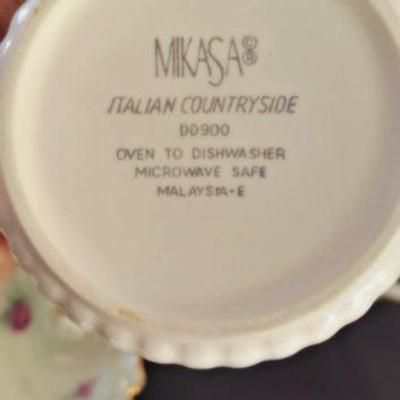 MIKASA®
ITALIAN COUNTRYSIDE
DD900
OVEN TO DISHWASHER
MICROWAVE SAFE
MALAYSIA-E